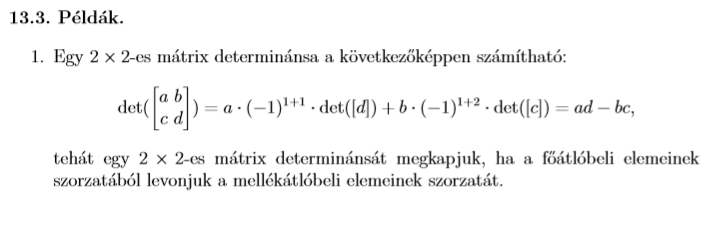 13.3. Példák.
1. Egy 2 × 2-es mátrix determinánsa a következőképpen számítható:
det([a b; c d]) = a · (−1)^{1+1} · det([d]) + b · (−1)^{1+2} · det([c]) = ad − bc,
tehát egy 2 × 2-es mátrix determinánsát megkapjuk, ha a főátlóbeli elemeinek
szorzatából levonjuk a mellékátlóbeli elemeinek szorzatát.